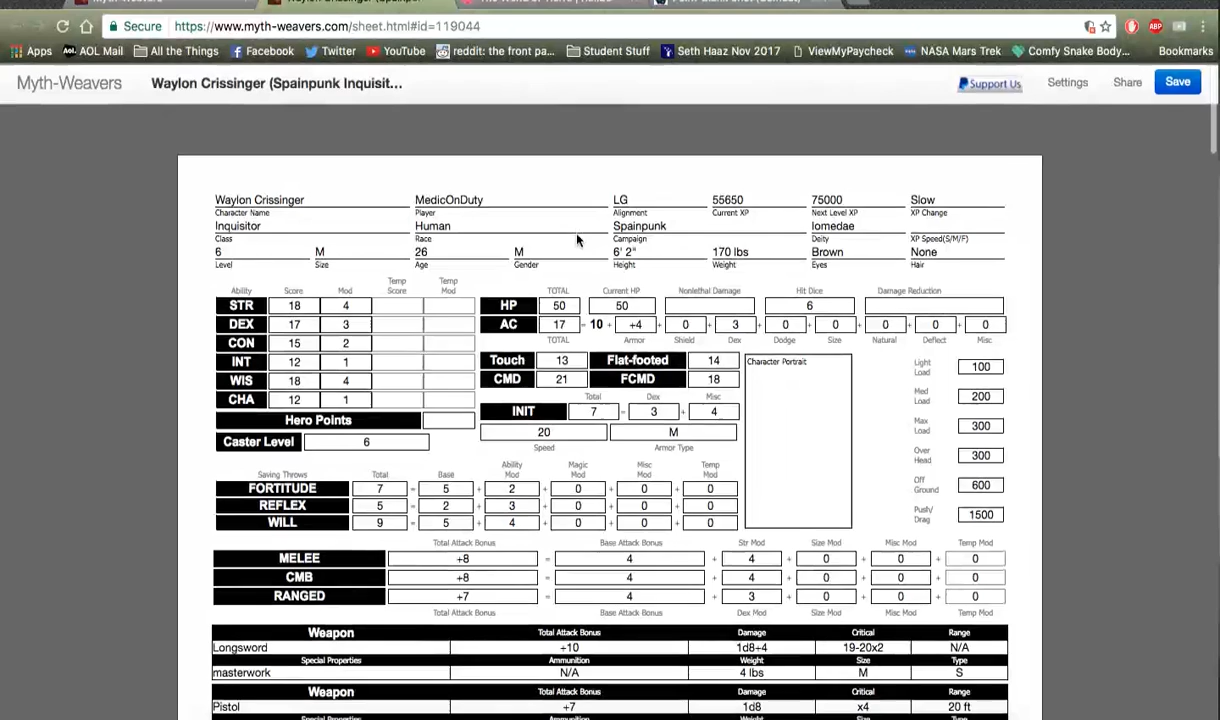 Secure https://www.myth-weavers.com/sheet.html#id=119044
Apps AOL Mail All the Things Facebook Twitter YouTube reddit: the front pa... Student Stuff Seth Haaz Nov 2017 ViewMyPaycheck NASA Mars Trek Comfy Snake Body... Bookmarks
Myth-Weavers Waylon Crissinger (Spainpunk Inquisit... Support Us Settings Share Save
Waylon Crissinger MedicOnDuty LG 55650 75000 Slow
Character Name Player Alignment Current XP Next Level XP XP Change
Inquisitor Human Spainpunk Iomedae
Class Race Campaign Deity XP Speed(S/M/F)
6 M 26 M 6' 2" 170 lbs Brown None
Level Size Age Gender Height Weight Eyes Hair
Ability Score Mod Temp Score Temp Mod TOTAL Current HP Nonlethal Damage Hit Dice Damage Reduction
STR 18 4 HP 50 50 6
DEX 17 3 AC 17 = 10 + +4 + 0 + 3 + 0 + 0 + 0 + 0 + 0
CON 15 2 TOTAL Armor Shield Dex Dodge Size Natural Deflect Misc
INT 12 1 Touch 13 Flat-footed 14 Character Portrait Light Load 100
WIS 18 4 CMD 21 FCMD 18
CHA 12 1 Total Dex Misc Med Load 200
Hero Points INIT 7 = 3 + 4 Max Load 300
Caster Level 6 20 M
Speed Armor Type Over Head 300
Saving Throws Total Base Ability Mod Magic Mod Misc Mod Temp Mod
FORTITUDE 7 = 5 + 2 + 0 + 0 + 0 Off Ground 600
REFLEX 5 = 2 + 3 + 0 + 0 + 0
WILL 9 = 5 + 4 + 0 + 0 + 0 Push/ Drag 1500
Total Attack Bonus Base Attack Bonus Str Mod Size Mod Misc Mod Temp Mod
MELEE +8 = 4 + 4 + 0 + 0 + 0
CMB +8 = 4 + 4 + 0 + 0 + 0
RANGED +7 = 4 + 3 + 0 + 0 + 0
Total Attack Bonus Base Attack Bonus Dex Mod Size Mod Misc Mod Temp Mod
Weapon Total Attack Bonus Damage Critical Range
Longsword +10 1d8+4 19-20x2 N/A
Special Properties Ammunition Weight Size Type
masterwork N/A 4 lbs M S
Weapon Total Attack Bonus Damage Critical Range
Pistol +7 1d8 x4 20 ft
Special Properties Ammunition Weight Size Type